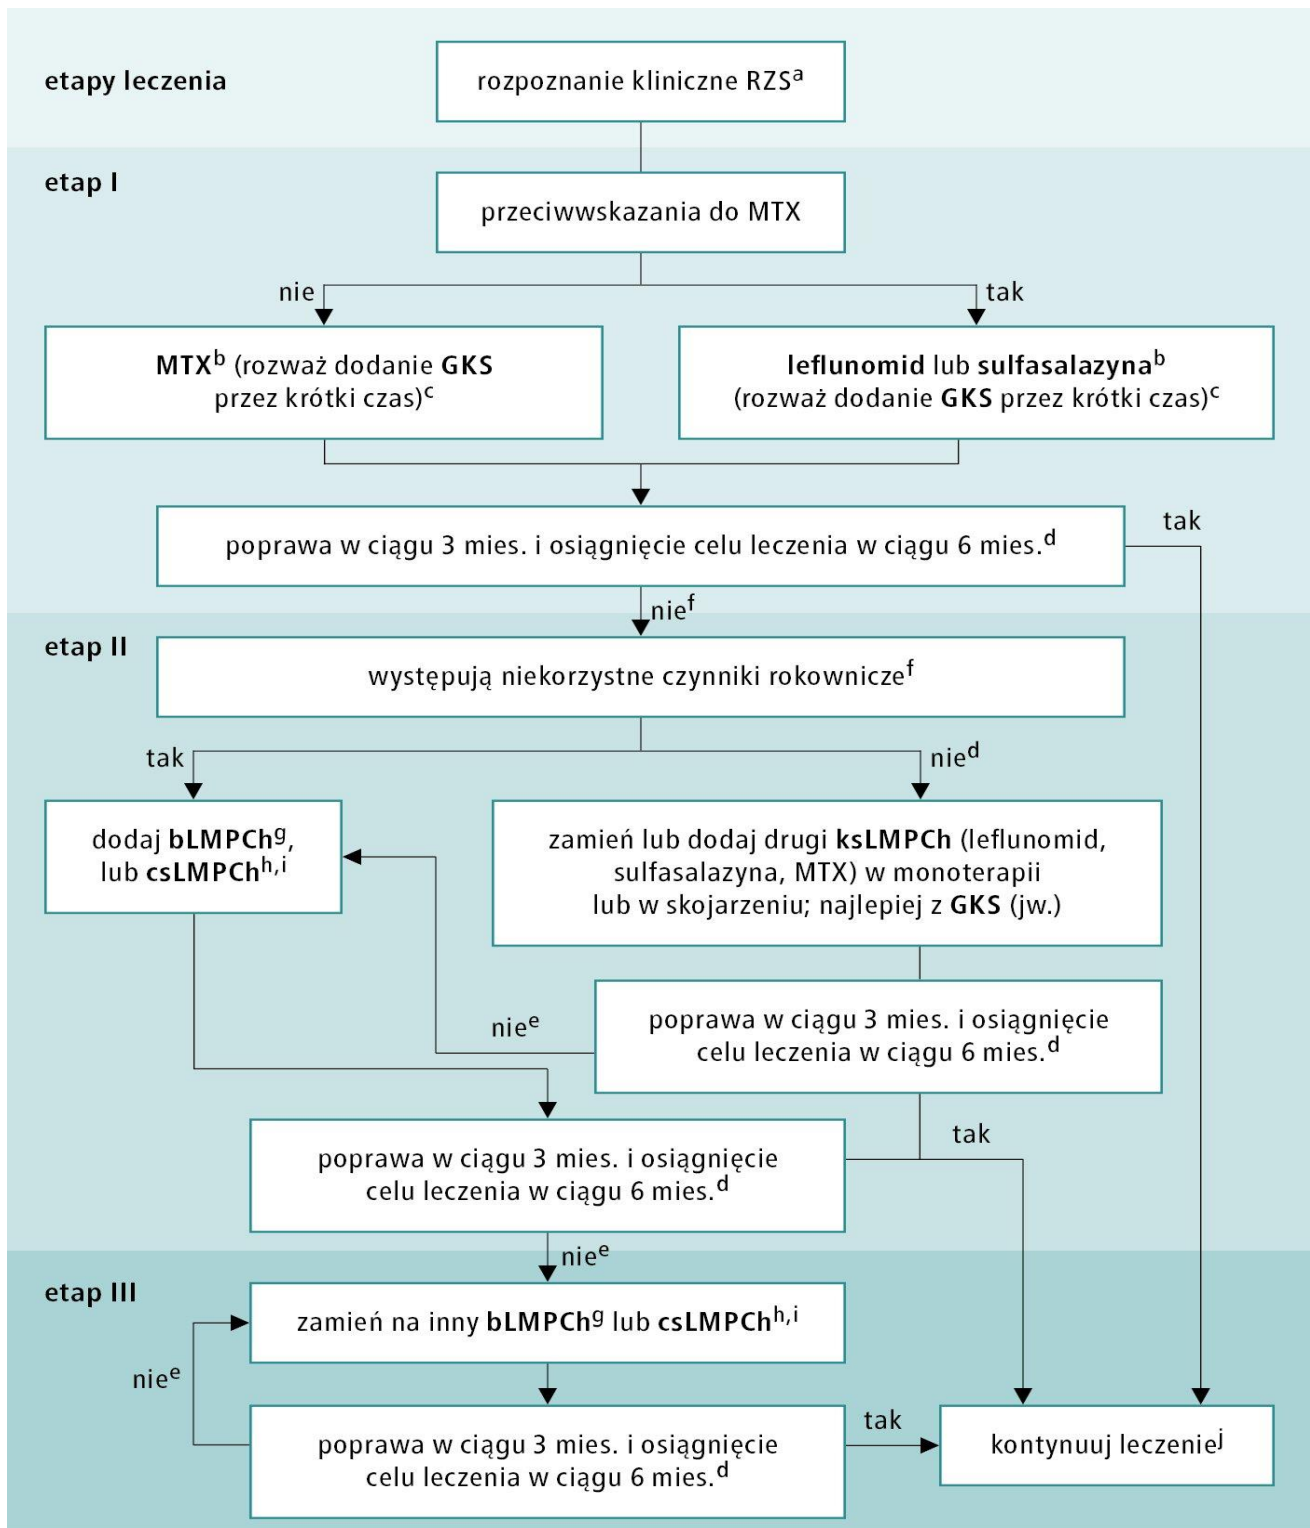 etapy leczenia
rozpoznanie kliniczne RZSᵃ
etap I
przeciwwskazania do MTX
nie
tak
MTXᵇ (rozważ dodanie GKS
przez krótki czas)ᶜ
leflunomid lub sulfasalazynaᵇ
(rozważ dodanie GKS przez krótki czas)ᶜ
poprawa w ciągu 3 mies. i osiągnięcie celu leczenia w ciągu 6 mies.ᵈ
tak
nieᶠ
etap II
występują niekorzystne czynniki rokowniczeᶠ
tak
nieᵈ
dodaj bLMPChᵍ,
lub csLMPChʰ,ⁱ
zamień lub dodaj drugi ksLMPCh (leflunomid,
sulfasalazyna, MTX) w monoterapii
lub w skojarzeniu; najlepiej z GKS (jw.)
nieᵉ
poprawa w ciągu 3 mies. i osiągnięcie
celu leczenia w ciągu 6 mies.ᵈ
tak
poprawa w ciągu 3 mies. i osiągnięcie
celu leczenia w ciągu 6 mies.ᵈ
nieᵉ
etap III
zamień na inny bLMPChᵍ lub csLMPChʰ,ⁱ
nieᵉ
poprawa w ciągu 3 mies. i osiągnięcie
celu leczenia w ciągu 6 mies.ᵈ
tak
kontynuuj leczenieʲ